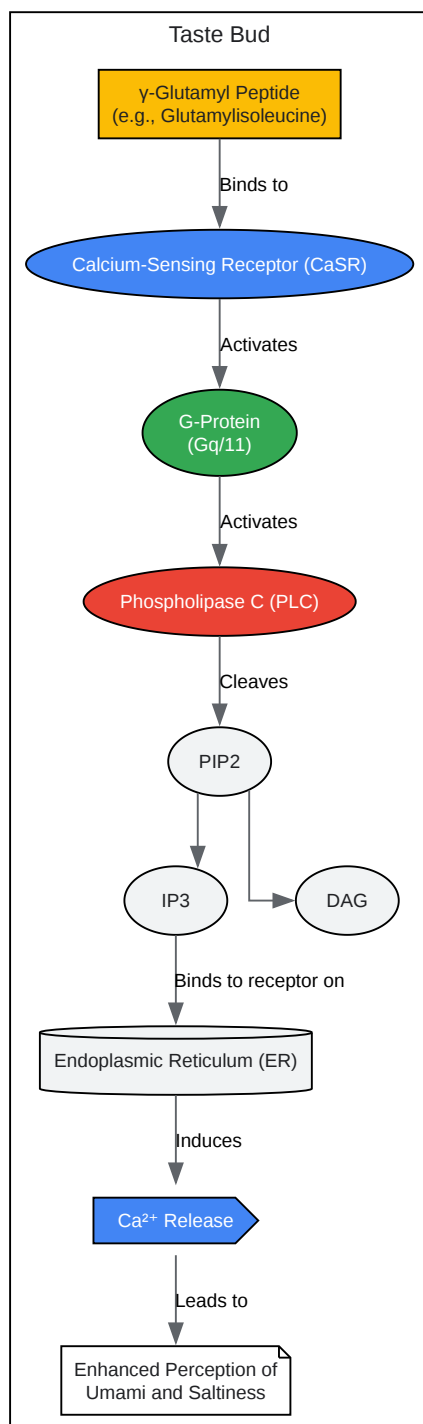 Taste Bud
γ-Glutamyl Peptide
(e.g., Glutamylisoleucine)
Binds to
Calcium-Sensing Receptor (CaSR)
Activates
G-Protein
(Gq/11)
Activates
Phospholipase C (PLC)
Cleaves
PIP2
IP3
DAG
Binds to receptor on
Endoplasmic Reticulum (ER)
Induces
Ca²⁺ Release
Leads to
Enhanced Perception of
Umami and Saltiness